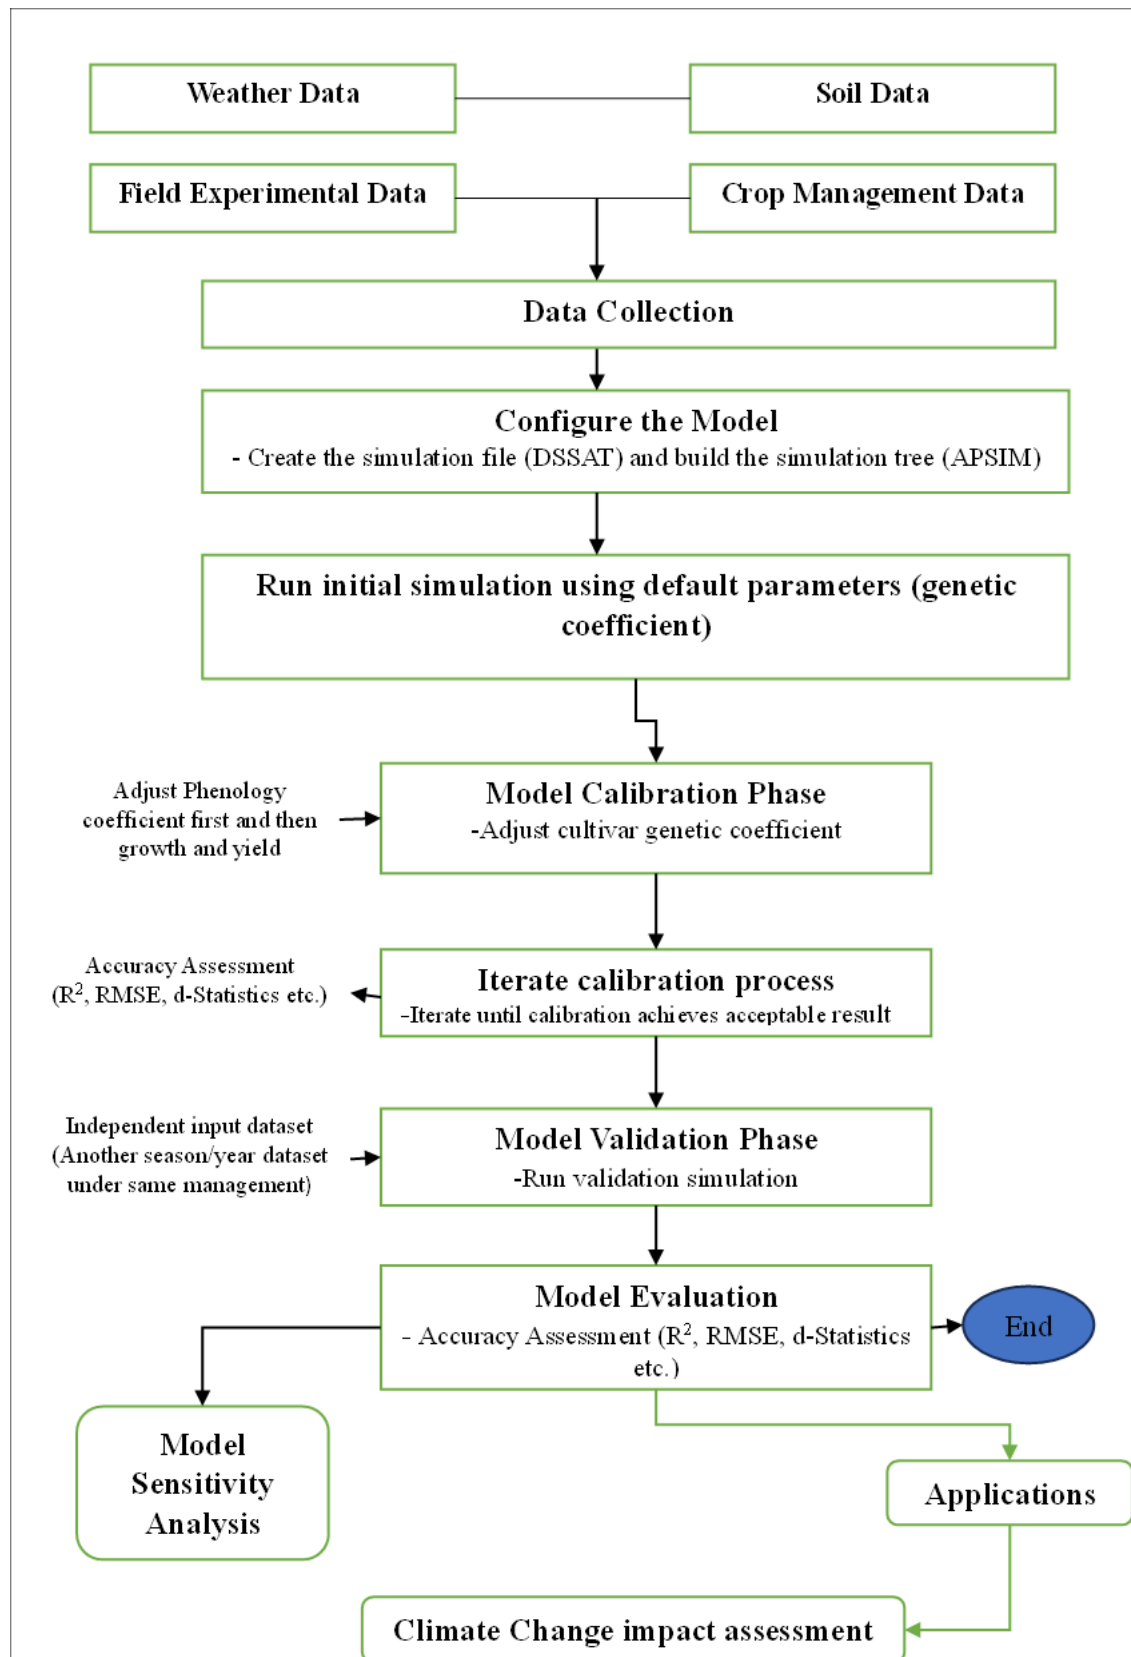 Weather Data
Soil Data
Field Experimental Data
Crop Management Data
Data Collection
Configure the Model
- Create the simulation file (DSSAT) and build the simulation tree (APSIM)
Run initial simulation using default parameters (genetic
coefficient)
Adjust Phenology
coefficient first and then
growth and yield
Model Calibration Phase
-Adjust cultivar genetic coefficient
Accuracy Assessment
(R², RMSE, d-Statistics etc.)
Iterate calibration process
-Iterate until calibration achieves acceptable result
Independent input dataset
(Another season/year dataset
under same management)
Model Validation Phase
-Run validation simulation
Model Evaluation
- Accuracy Assessment (R², RMSE, d-Statistics
etc.)
End
Model
Sensitivity
Analysis
Applications
Climate Change impact assessment